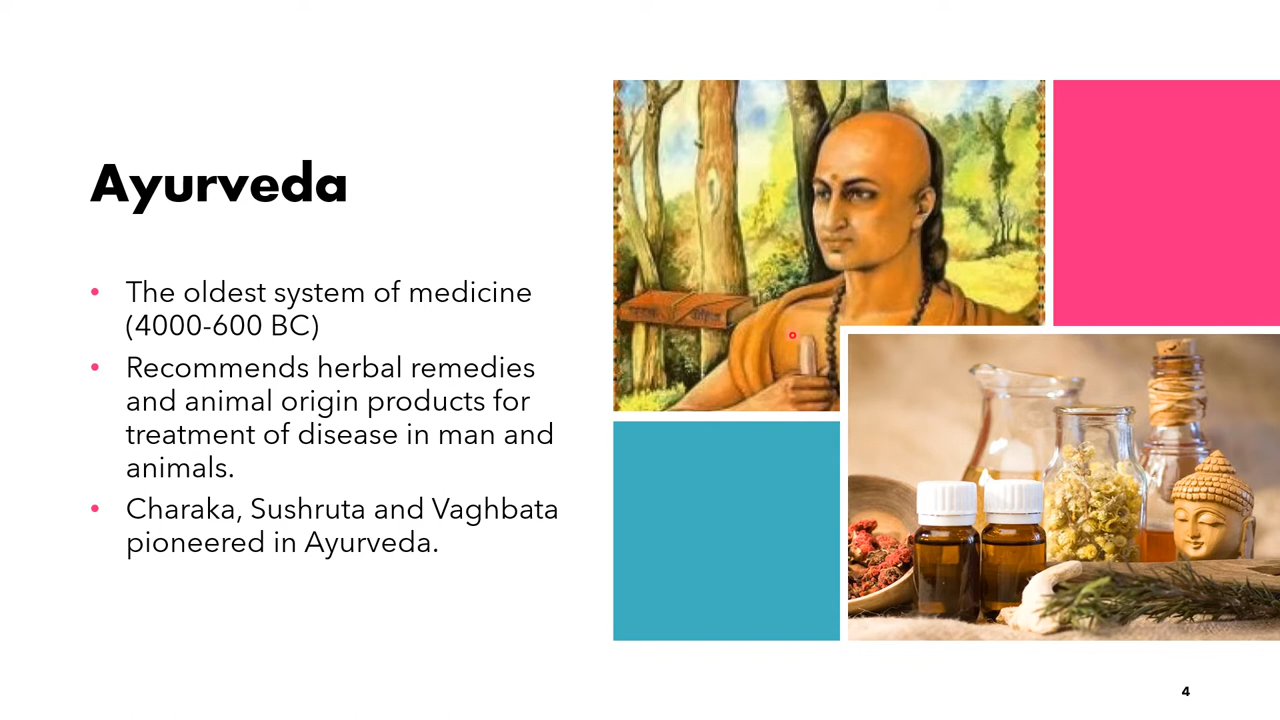 Ayurveda
• The oldest system of medicine
(4000-600 BC)
• Recommends herbal remedies
and animal origin products for
treatment of disease in man and
animals.
• Charaka, Sushruta and Vaghbata
pioneered in Ayurveda.
4